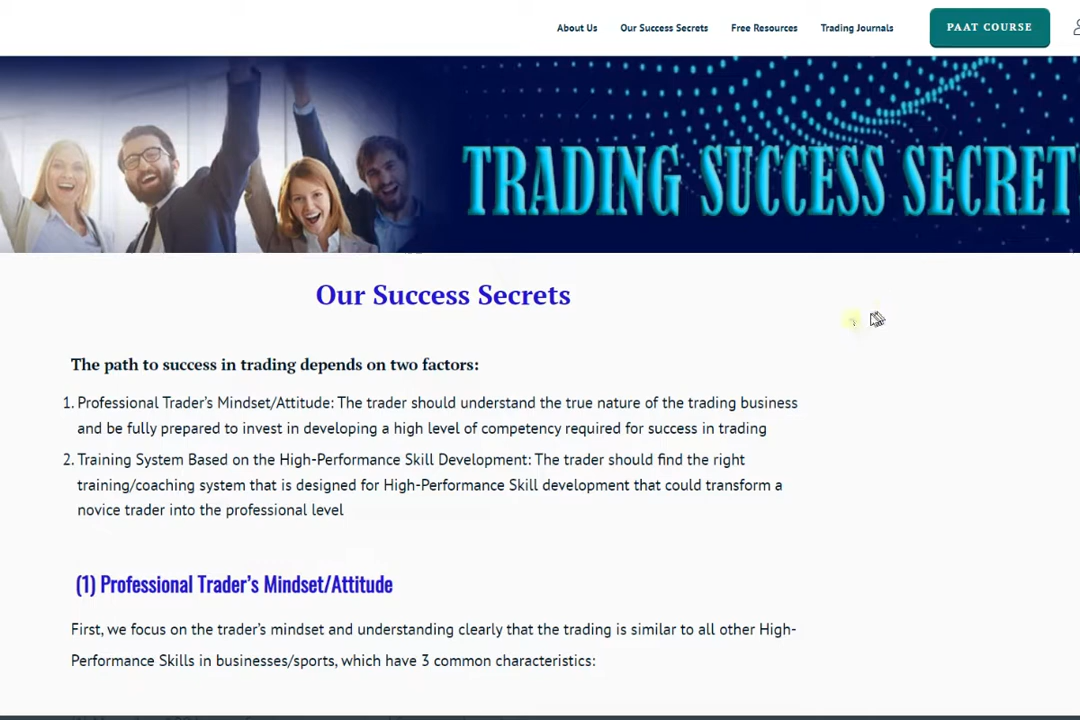 About Us Our Success Secrets Free Resources Trading Journals PAAT COURSE
TRADING SUCCESS SECRET
Our Success Secrets
The path to success in trading depends on two factors:
1. Professional Trader’s Mindset/Attitude: The trader should understand the true nature of the trading business
and be fully prepared to invest in developing a high level of competency required for success in trading
2. Training System Based on the High-Performance Skill Development: The trader should find the right
training/coaching system that is designed for High-Performance Skill development that could transform a
novice trader into the professional level
(1) Professional Trader’s Mindset/Attitude
First, we focus on the trader’s mindset and understanding clearly that the trading is similar to all other High-
Performance Skills in businesses/sports, which have 3 common characteristics: